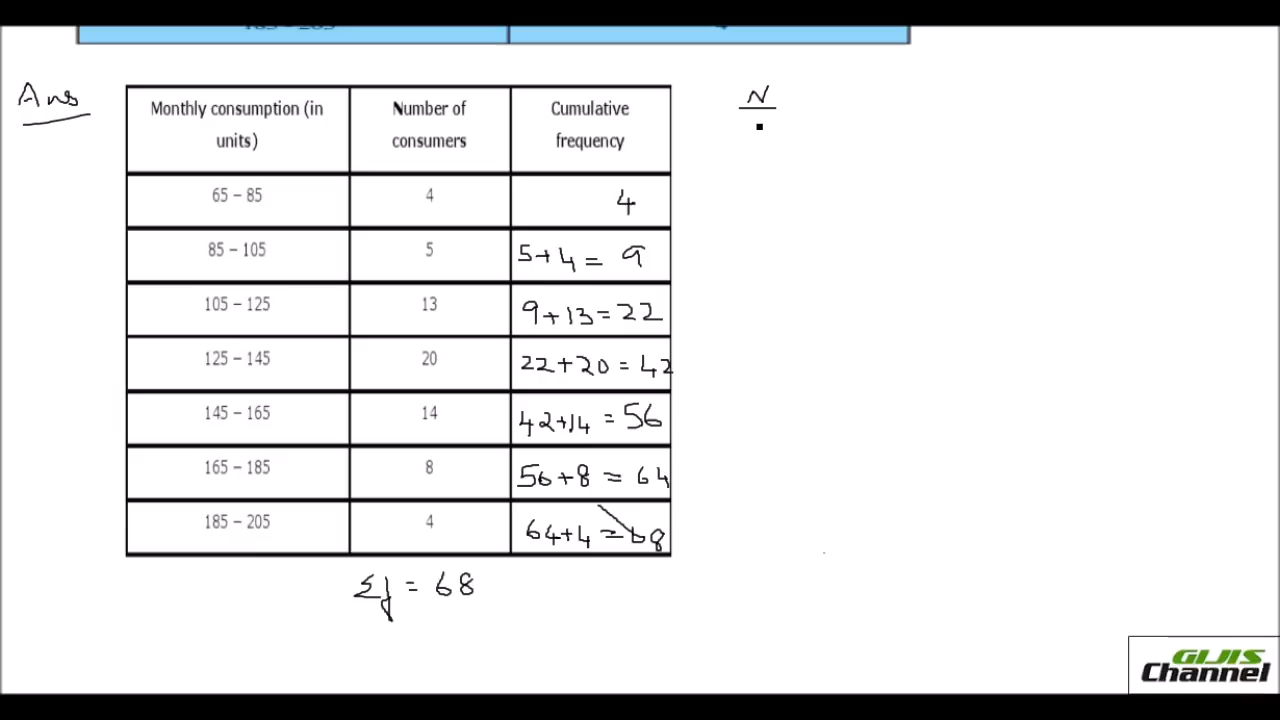 Ans
Monthly consumption (in units) Number of consumers Cumulative frequency
65 – 85 4 4
85 – 105 5 5+4 = 9
105 – 125 13 9+13=22
125 – 145 20 22+20=42
145 – 165 14 42+14 =56
165 – 185 8 56+8 = 64
185 – 205 4 64+4=68
Σf = 68
N
GIIS
Channel